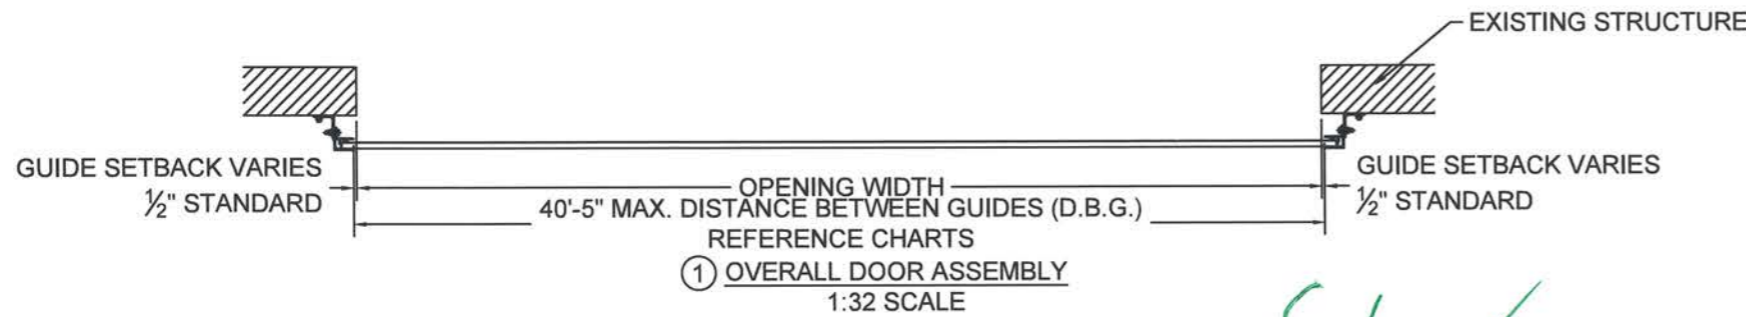 EXISTING STRUCTURE
GUIDE SETBACK VARIES
½" STANDARD
OPENING WIDTH
40'-5" MAX. DISTANCE BETWEEN GUIDES (D.B.G.)
REFERENCE CHARTS
GUIDE SETBACK VARIES
½" STANDARD
1 OVERALL DOOR ASSEMBLY
1:32 SCALE